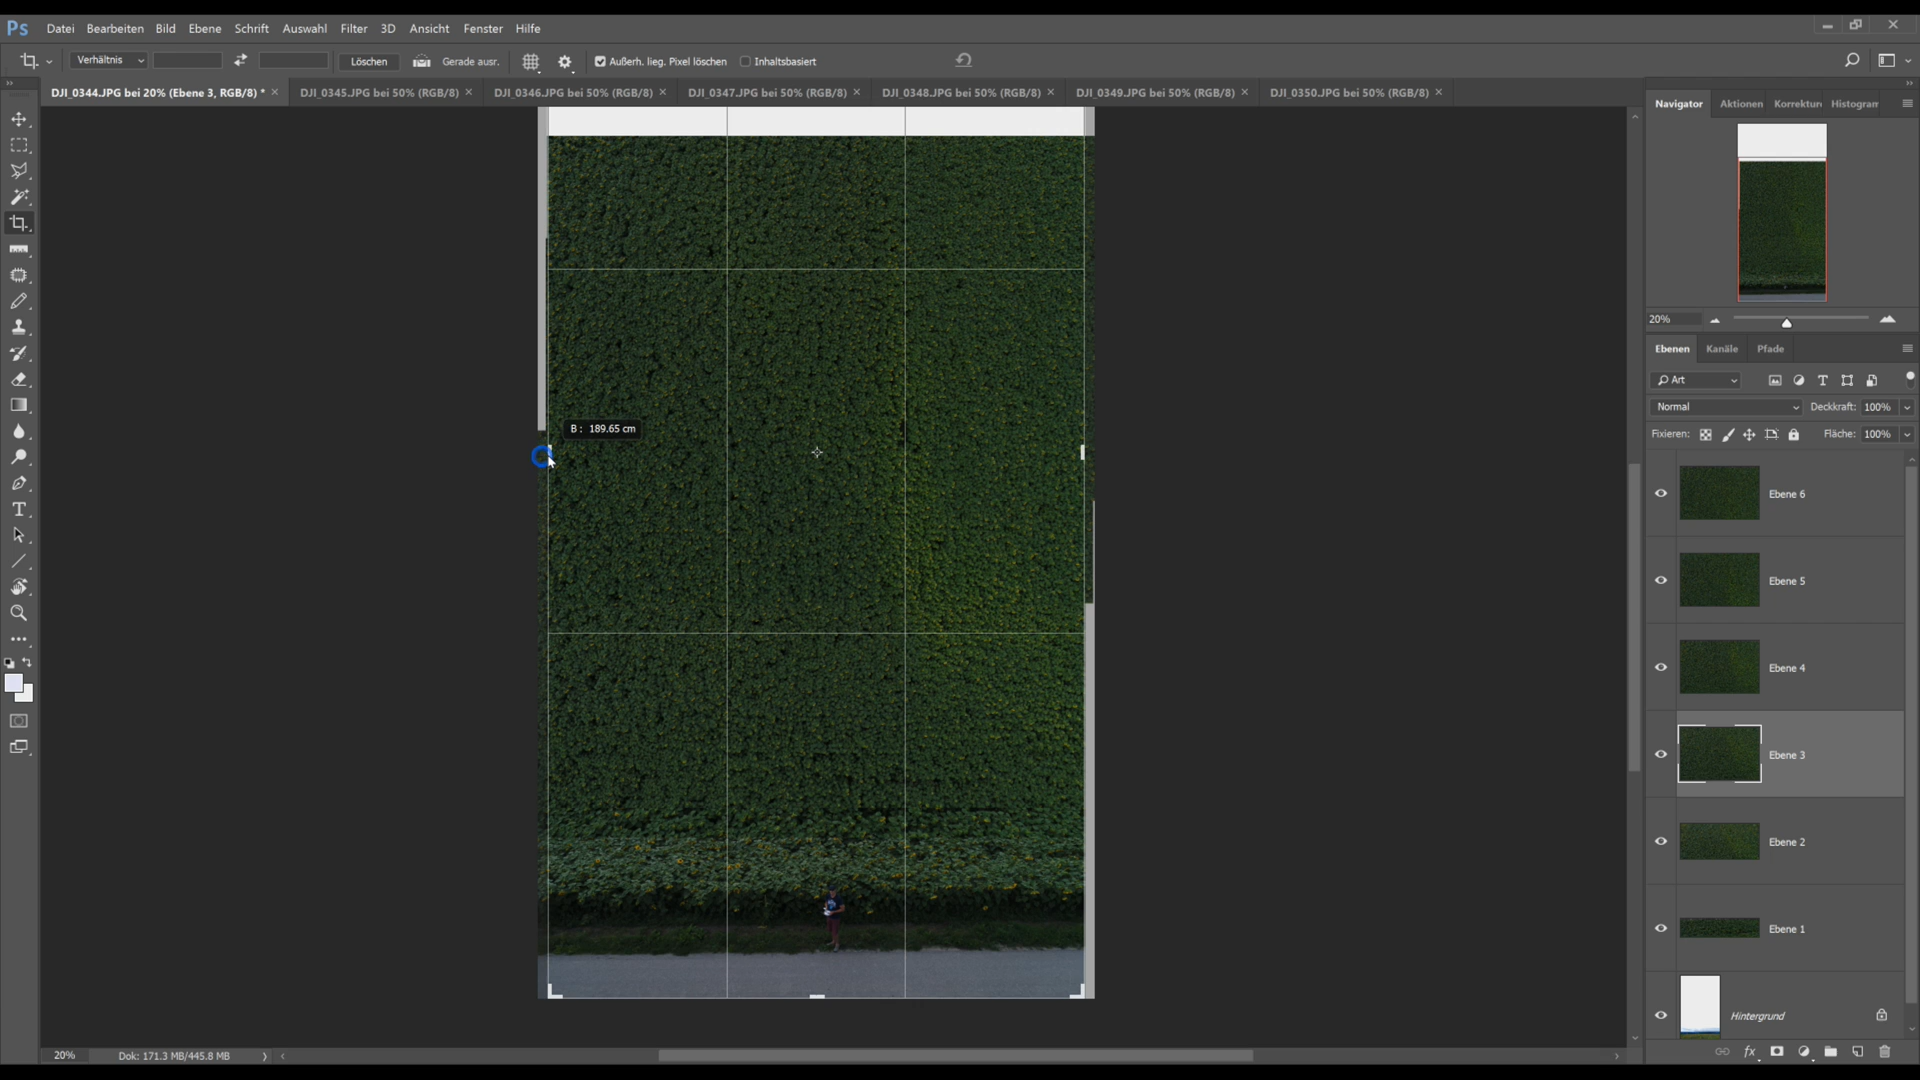 Ps Datei Bearbeiten Bild Ebene Schrift Auswahl Filter 3D Ansicht Fenster Hilfe
Verhältnis Löschen Gerade ausr. Außerh. lieg. Pixel löschen Inhaltsbasiert
DJI_0344.JPG bei 20% (Ebene 3, RGB/8) * DJI_0345.JPG bei 50% (RGB/8) DJI_0346.JPG bei 50% (RGB/8) DJI_0347.JPG bei 50% (RGB/8) DJI_0348.JPG bei 50% (RGB/8) DJI_0349.JPG bei 50% (RGB/8) DJI_0350.JPG bei 50% (RGB/8)
Navigator Aktionen Korrektur Histogram
20%
Ebenen Kanäle Pfade
Art
Normal Deckkraft: 100%
Fixieren: Fläche: 100%
B : 189.65 cm
Ebene 6
Ebene 5
Ebene 4
Ebene 3
Ebene 2
Ebene 1
Hintergrund
20% Dok: 171.3 MB/445.8 MB